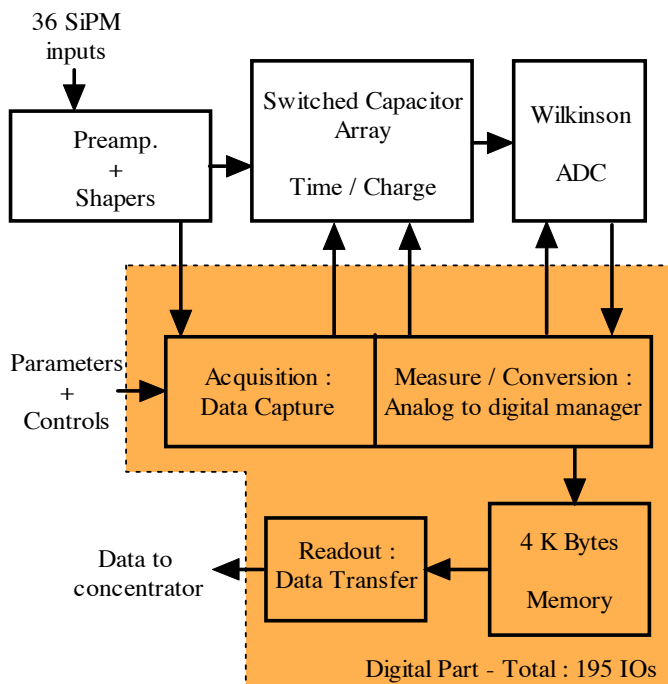 36 SiPM
inputs
Preamp.
+
Shapers
Switched Capacitor
Array
Time / Charge
Wilkinson
ADC
Parameters
+
Controls
Acquisition :
Data Capture
Measure / Conversion :
Analog to digital manager
4 K Bytes
Memory
Readout :
Data Transfer
Data to
concentrator
Digital Part - Total : 195 IOs